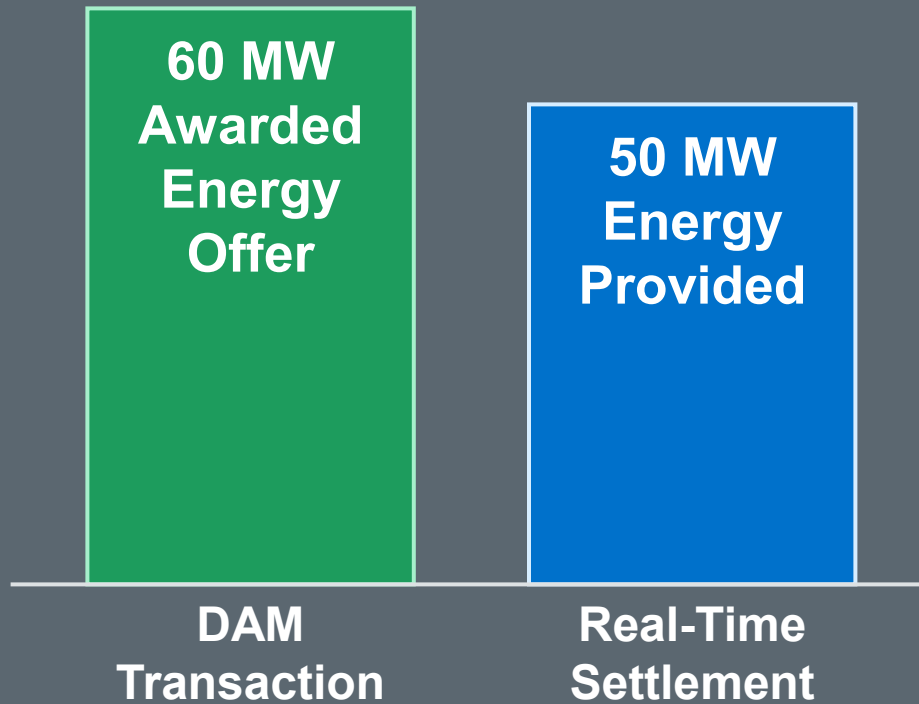 60 MW
Awarded
Energy
Offer
50 MW
Energy
Provided
DAM
Transaction
Real-Time
Settlement